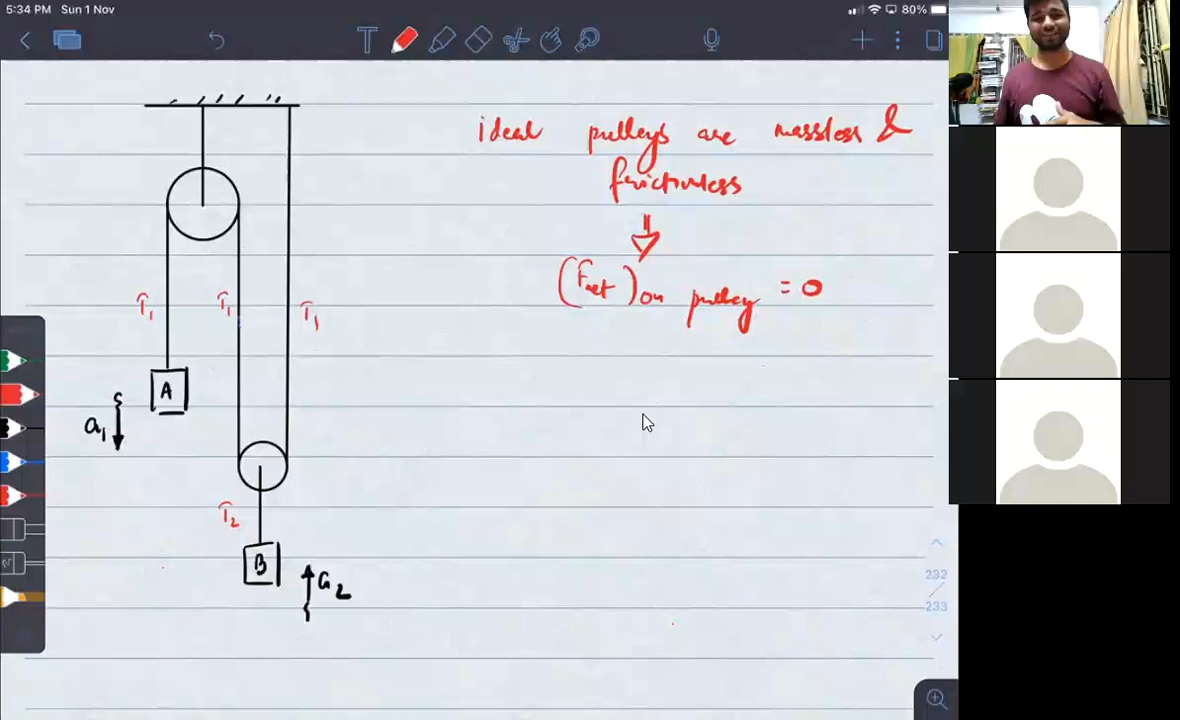 5:34 PM Sun 1 Nov
80%
ideal pulleys are massless &
frictionless
(Fnet) on pulley = 0
T₁ T₁ T₁
A
a₁
T₂
B
a₂
232
233